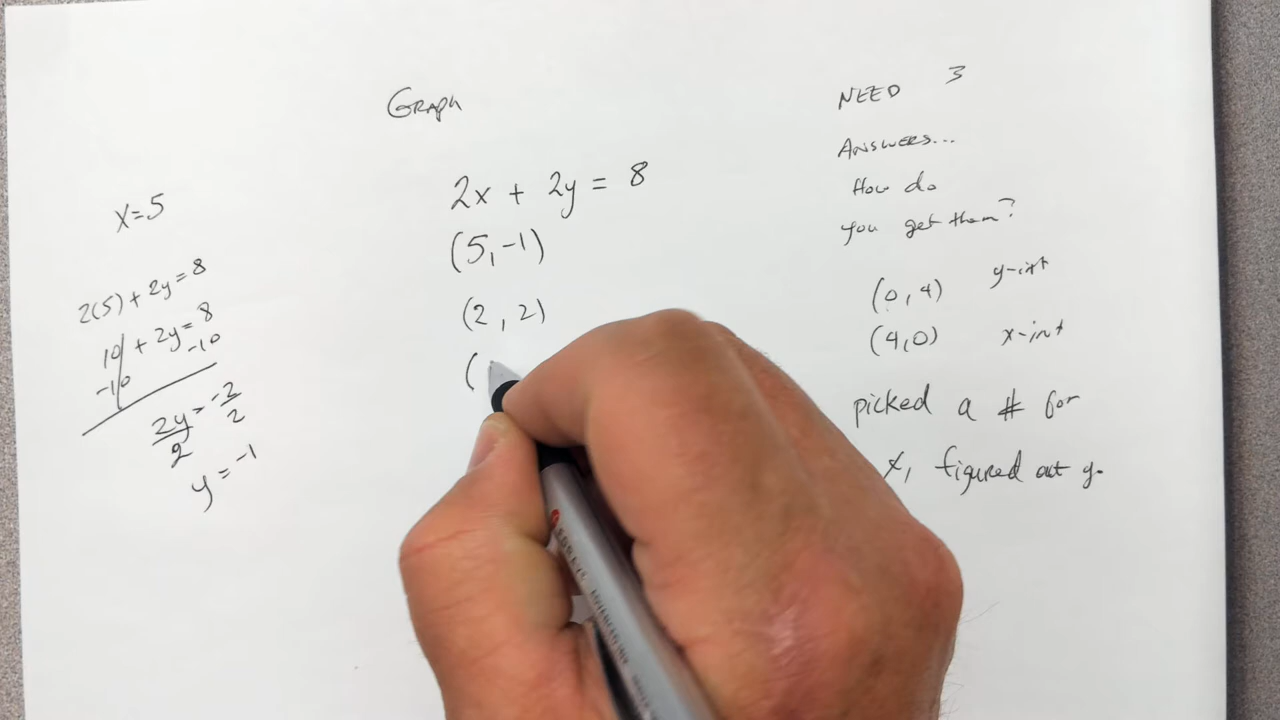 GRAPH
2x + 2y = 8
(5, -1)
(2, 2)
(
x=5
2(5) + 2y = 8
10 + 2y = 8
-10 -10
2y = -2
2 2
y = -1
NEED 3
ANSWERS...
How do
you get them?
(0, 4) y-int
(4,0) x-int
picked a # for
x, figured out y.